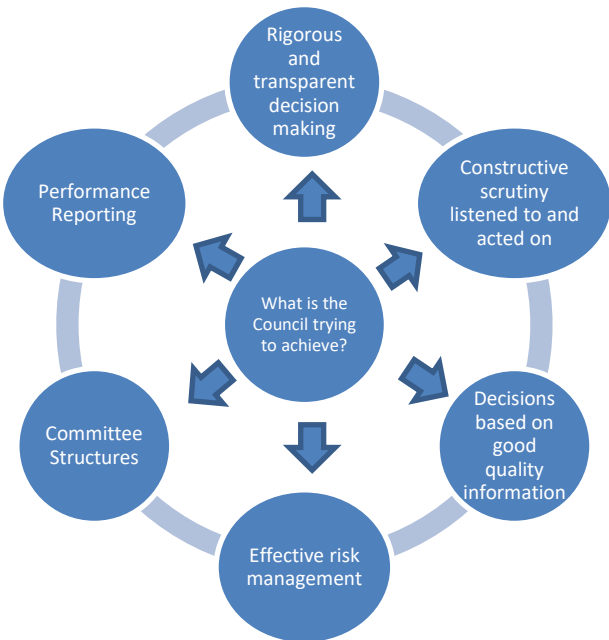 Rigorous
and
transparent
decision
making
Constructive
scrutiny
listened to and
acted on
Decisions
based on
good
quality
information
Effective risk
management
Committee
Structures
Performance
Reporting
What is the
Council trying
to achieve?